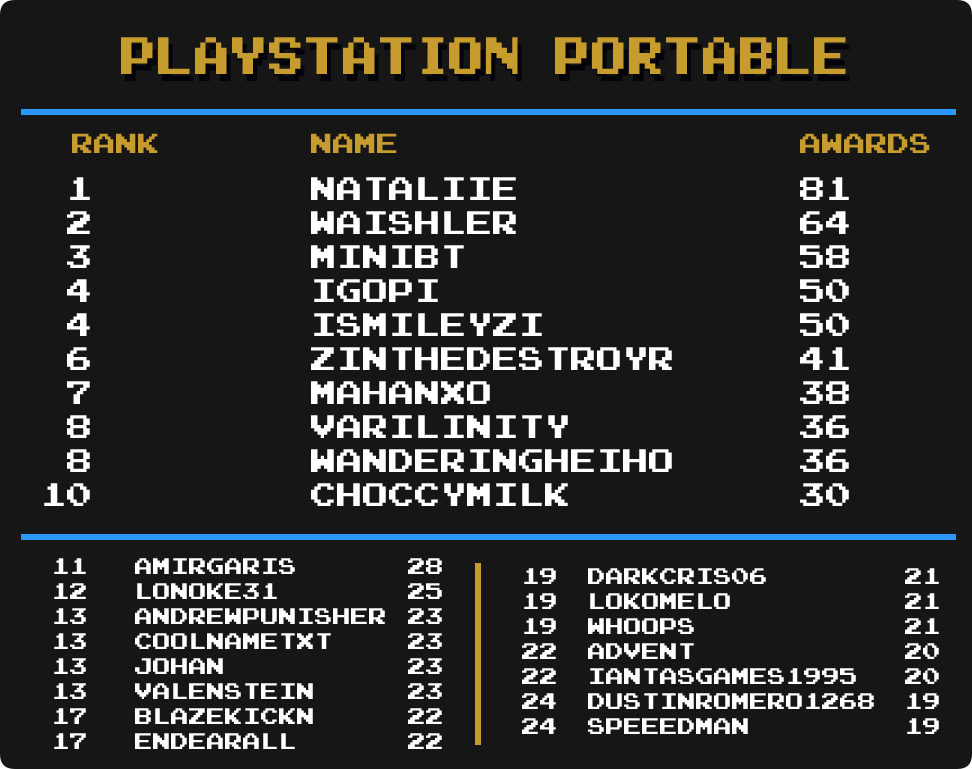 PLAYSTATION PORTABLE
RANK NAME AWARDS
1 NATALIIE 81
2 WAISHLER 64
3 MINIBT 58
4 IGOPI 50
4 ISMILEYZI 50
6 ZINTHEDESTROYR 41
7 MAHANXO 38
8 VARILINITY 36
8 WANDERINGHEIHO 36
10 CHOCCYMILK 30
11 AMIRGARIS 28
12 LONOKE31 25
13 ANDREWPUNISHER 23
13 COOLNAMETXT 23
13 JOHAN 23
13 VALENSTEIN 23
17 BLAZEKICKN 22
17 ENDEARALL 22
19 DARKCRIS06 21
19 LOKOMELO 21
19 WHOOPS 21
22 ADVENT 20
22 IANTASGAMES1995 20
24 DUSTINROMERO1268 19
24 SPEEEDMAN 19